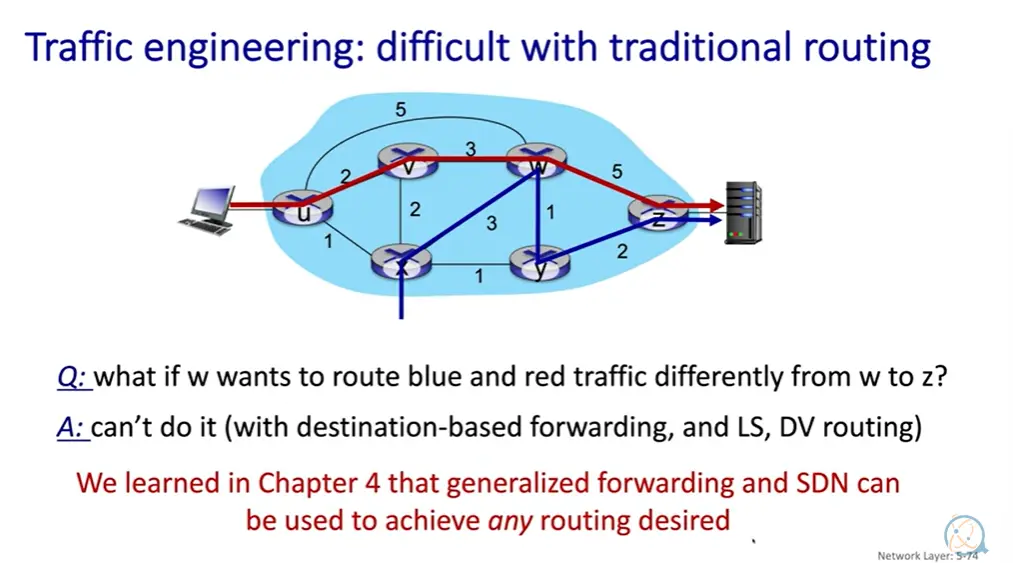 Traffic engineering: difficult with traditional routing
5
3
v
w
2
5
u
2
3
1
z
1
x
1
y
2
Q: what if w wants to route blue and red traffic differently from w to z?
A: can’t do it (with destination-based forwarding, and LS, DV routing)
We learned in Chapter 4 that generalized forwarding and SDN can
be used to achieve any routing desired
Network Layer: 5-74